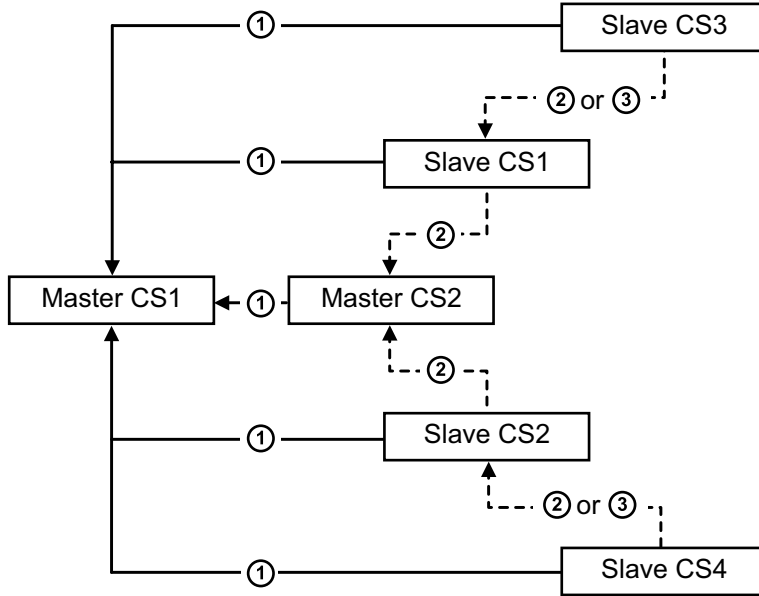 ① Slave CS3
② or ③
① Slave CS1
②
Master CS1 ① Master CS2
②
① Slave CS2
② or ③
① Slave CS4